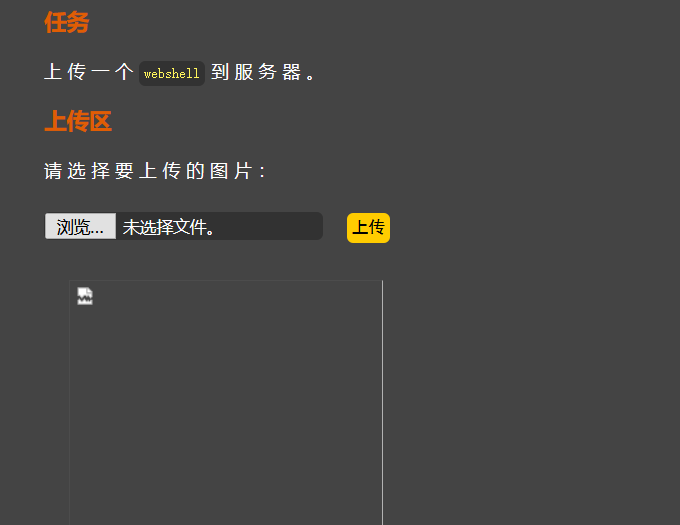 任务
上传一个 webshell 到服务器。
上传区
请选择要上传的图片：
浏览... 未选择文件。 上传